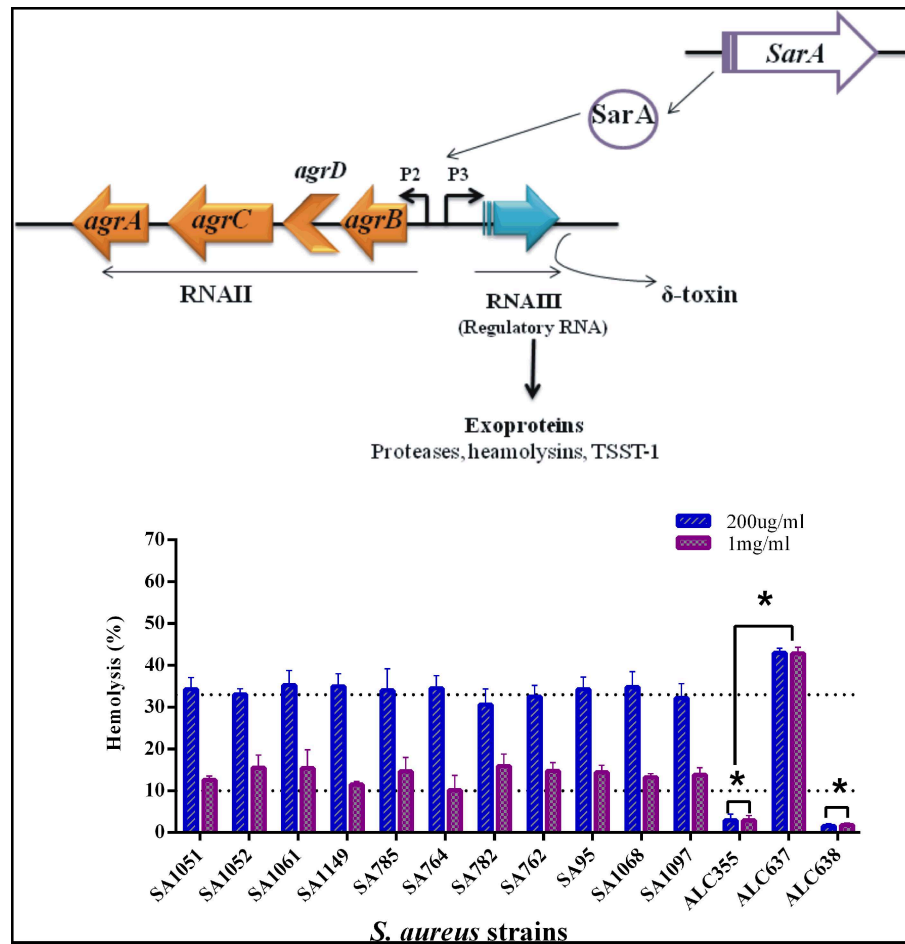 SarA
SarA
agrD
P2
P3
agrA
agrC
agrB
RNAII
RNAIII
(Regulatory RNA)
δ-toxin
Exoproteins
Proteases, heamolysins, TSST-1
200ug/ml
1mg/ml
Hemolysis (%)
70
60
50
40
30
20
10
0
*
*
*
SA1051
SA1052
SA1061
SA1149
SA785
SA764
SA782
SA762
SA95
SA1068
SA1097
ALC355
ALC637
ALC638
S. aureus strains